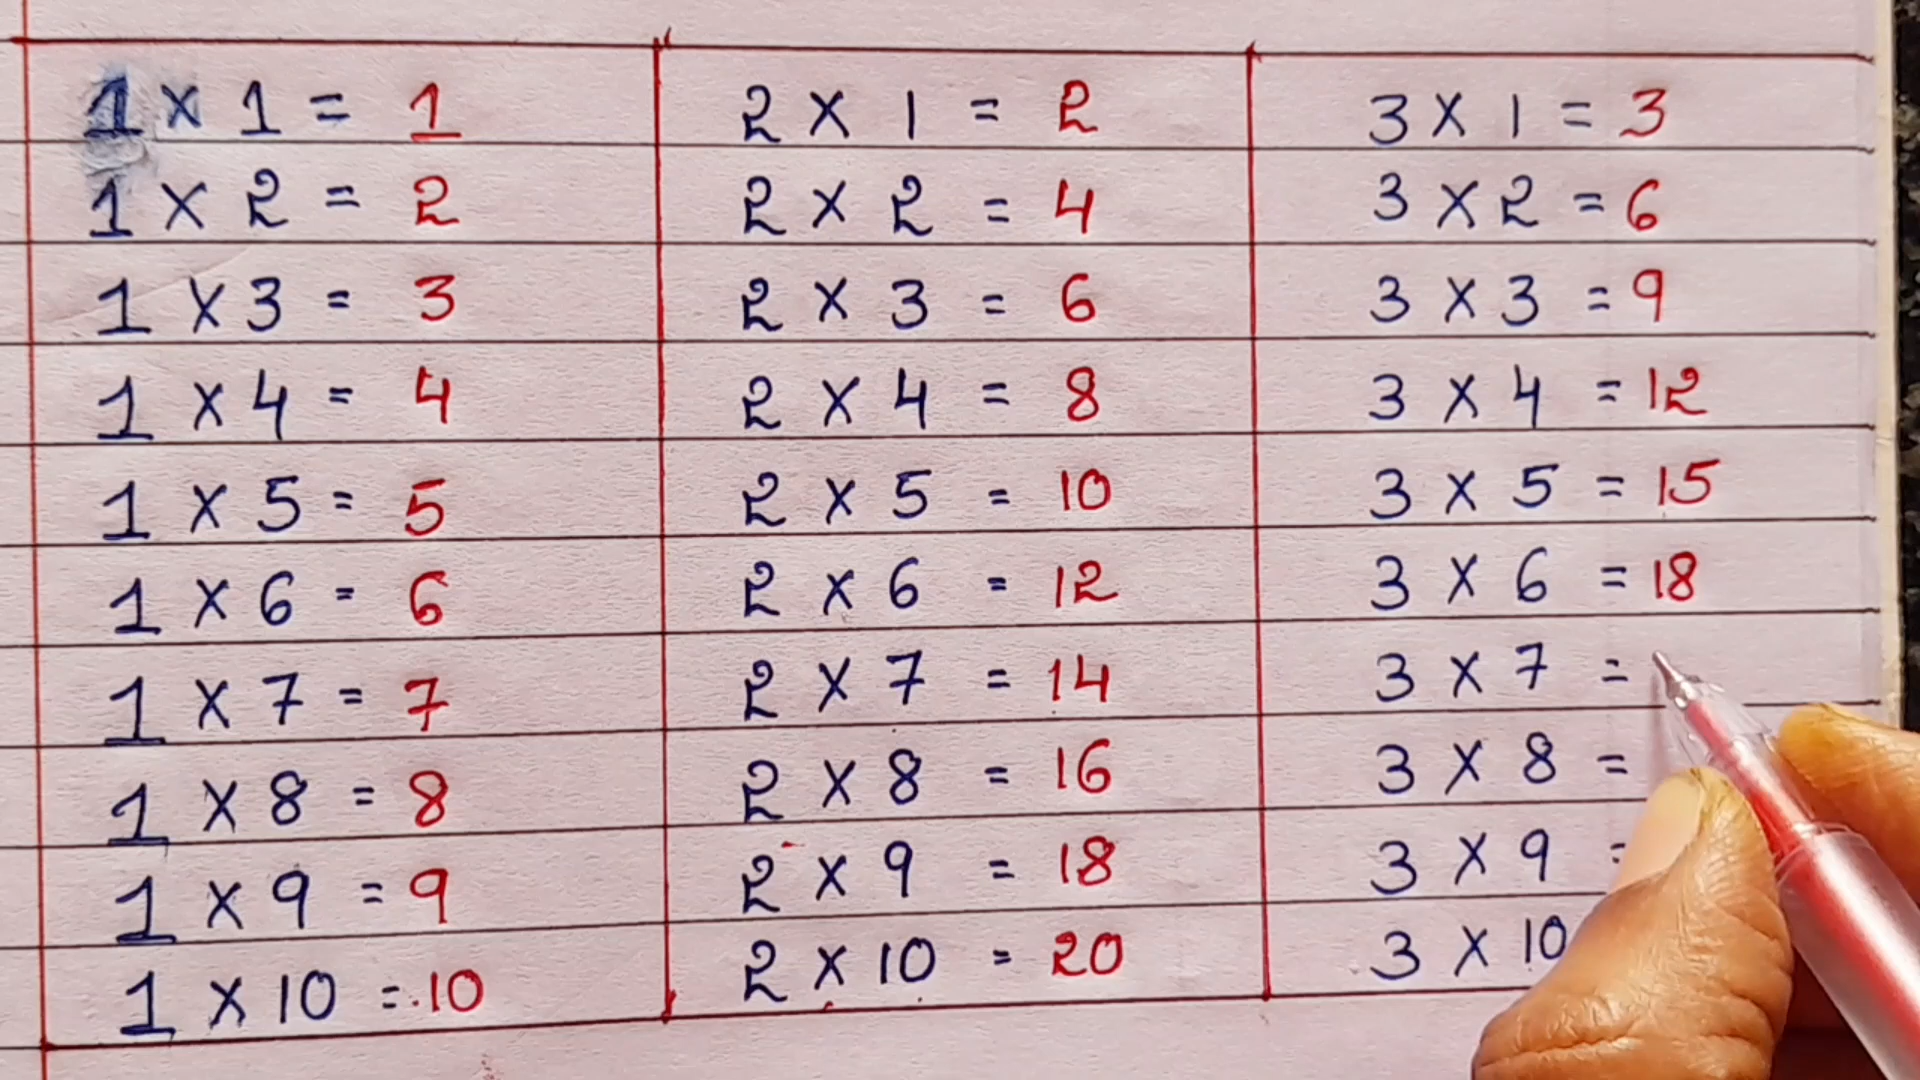 1 × 1 = 1
1 × 2 = 2
1 × 3 = 3
1 × 4 = 4
1 × 5 = 5
1 × 6 = 6
1 × 7 = 7
1 × 8 = 8
1 × 9 = 9
1 × 10 = 10
2 × 1 = 2
2 × 2 = 4
2 × 3 = 6
2 × 4 = 8
2 × 5 = 10
2 × 6 = 12
2 × 7 = 14
2 × 8 = 16
2 × 9 = 18
2 × 10 = 20
3 × 1 = 3
3 × 2 = 6
3 × 3 = 9
3 × 4 = 12
3 × 5 = 15
3 × 6 = 18
3 × 7 =
3 × 8 =
3 × 9 =
3 × 10